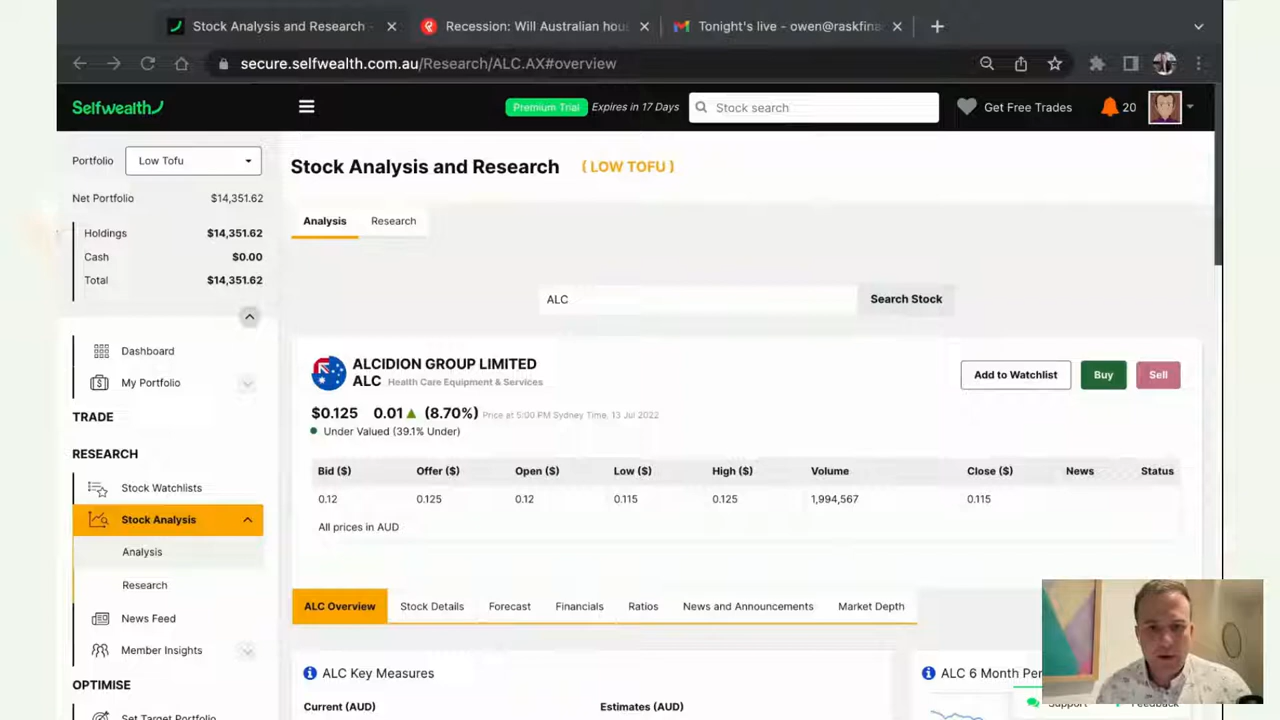 Stock Analysis and Research
Recession: Will Australian hou
Tonight's live - owen@raskfina
secure.selfwealth.com.au/Research/ALC.AX#overview
Selfwealth
Premium Trial
Expires in 17 Days
Stock search
Get Free Trades
20
Portfolio
Low Tofu
Net Portfolio $14,351.62
Holdings $14,351.62
Cash $0.00
Total $14,351.62
Dashboard
My Portfolio
TRADE
RESEARCH
Stock Watchlists
Stock Analysis
Analysis
Research
News Feed
Member Insights
OPTIMISE
Set Target Portfolio
Stock Analysis and Research ( LOW TOFU )
Analysis Research
ALC
Search Stock
ALCIDION GROUP LIMITED
ALC Health Care Equipment & Services
Add to Watchlist
Buy
Sell
$0.125 0.01 (8.70%) Price at 5:00 PM Sydney Time, 13 Jul 2022
Under Valued (39.1% Under)
Bid ($) Offer ($) Open ($) Low ($) High ($) Volume Close ($) News Status
0.12 0.125 0.12 0.115 0.125 1,994,567 0.115
All prices in AUD
ALC Overview Stock Details Forecast Financials Ratios News and Announcements Market Depth
ALC Key Measures
Current (AUD) Estimates (AUD)
ALC 6 Month Per
Support
Feedback